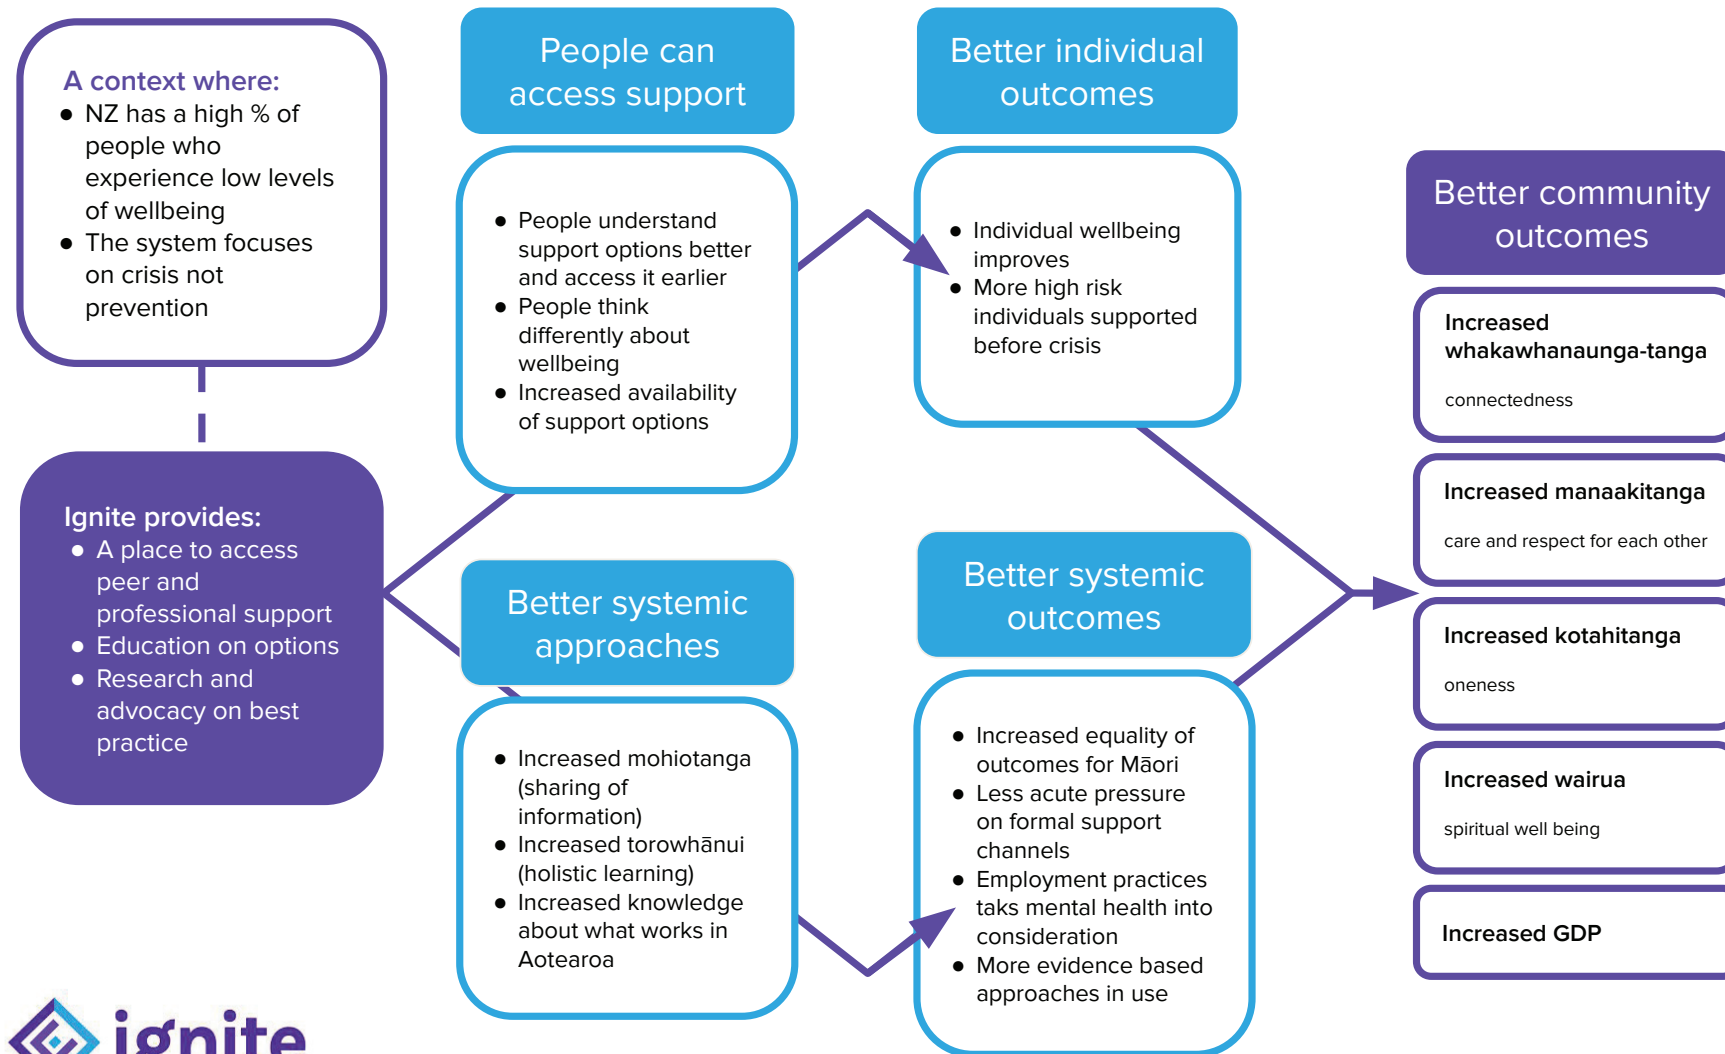 A context where:
● NZ has a high % of
people who
experience low levels
of wellbeing
● The system focuses
on crisis not
prevention
Ignite provides:
● A place to access
peer and
professional support
● Education on options
● Research and
advocacy on best
practice
People can
access support
● People understand
support options better
and access it earlier
● People think
differently about
wellbeing
● Increased availability
of support options
Better systemic
approaches
● Increased mohiotanga
(sharing of
information)
● Increased torowhānui
(holistic learning)
● Increased knowledge
about what works in
Aotearoa
Better individual
outcomes
● Individual wellbeing
improves
● More high risk
individuals supported
before crisis
Better systemic
outcomes
● Increased equality of
outcomes for Māori
● Less acute pressure
on formal support
channels
● Employment practices
taks mental health into
consideration
● More evidence based
approaches in use
Better community
outcomes
Increased
whakawhanaunga-tanga
connectedness
Increased manaakitanga
care and respect for each other
Increased kotahitanga
oneness
Increased wairua
spiritual well being
Increased GDP
ignite